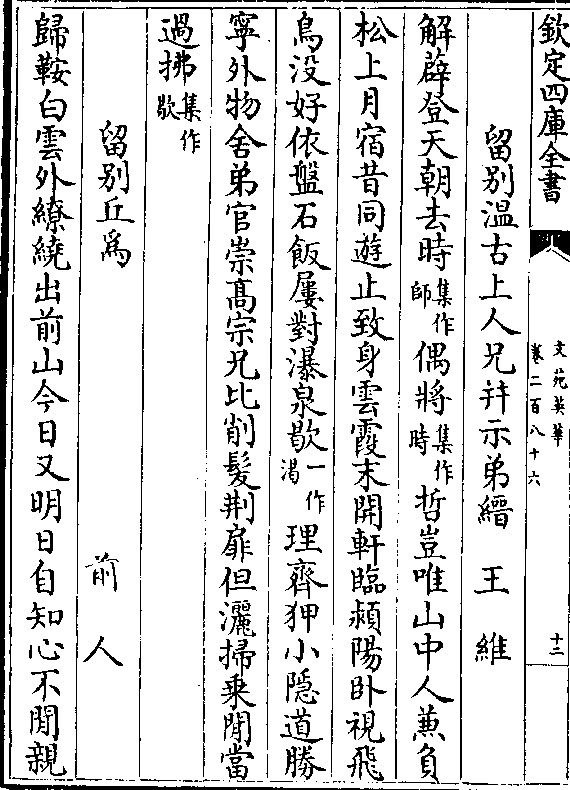 欽定四庫全書
文苑英華
卷二百八十六
十二
留别温古上人兄并示弟縉 王維
解薜登天朝去時集作師偶將集作時哲豈唯山中人兼負
松上月宿昔同遊止致身雲霞末開軒臨潁陽卧視飛
鳥没好依盤石飯屢對瀑泉歇一作渴理齊狎小隱道勝
寧外物舍弟官崇髙宗兄比削髮荆扉但灑掃乗閒當
過拂集作歇
留别丘為 前人
歸鞍白雲外繚繞出前山今日又明日自知心不閒親